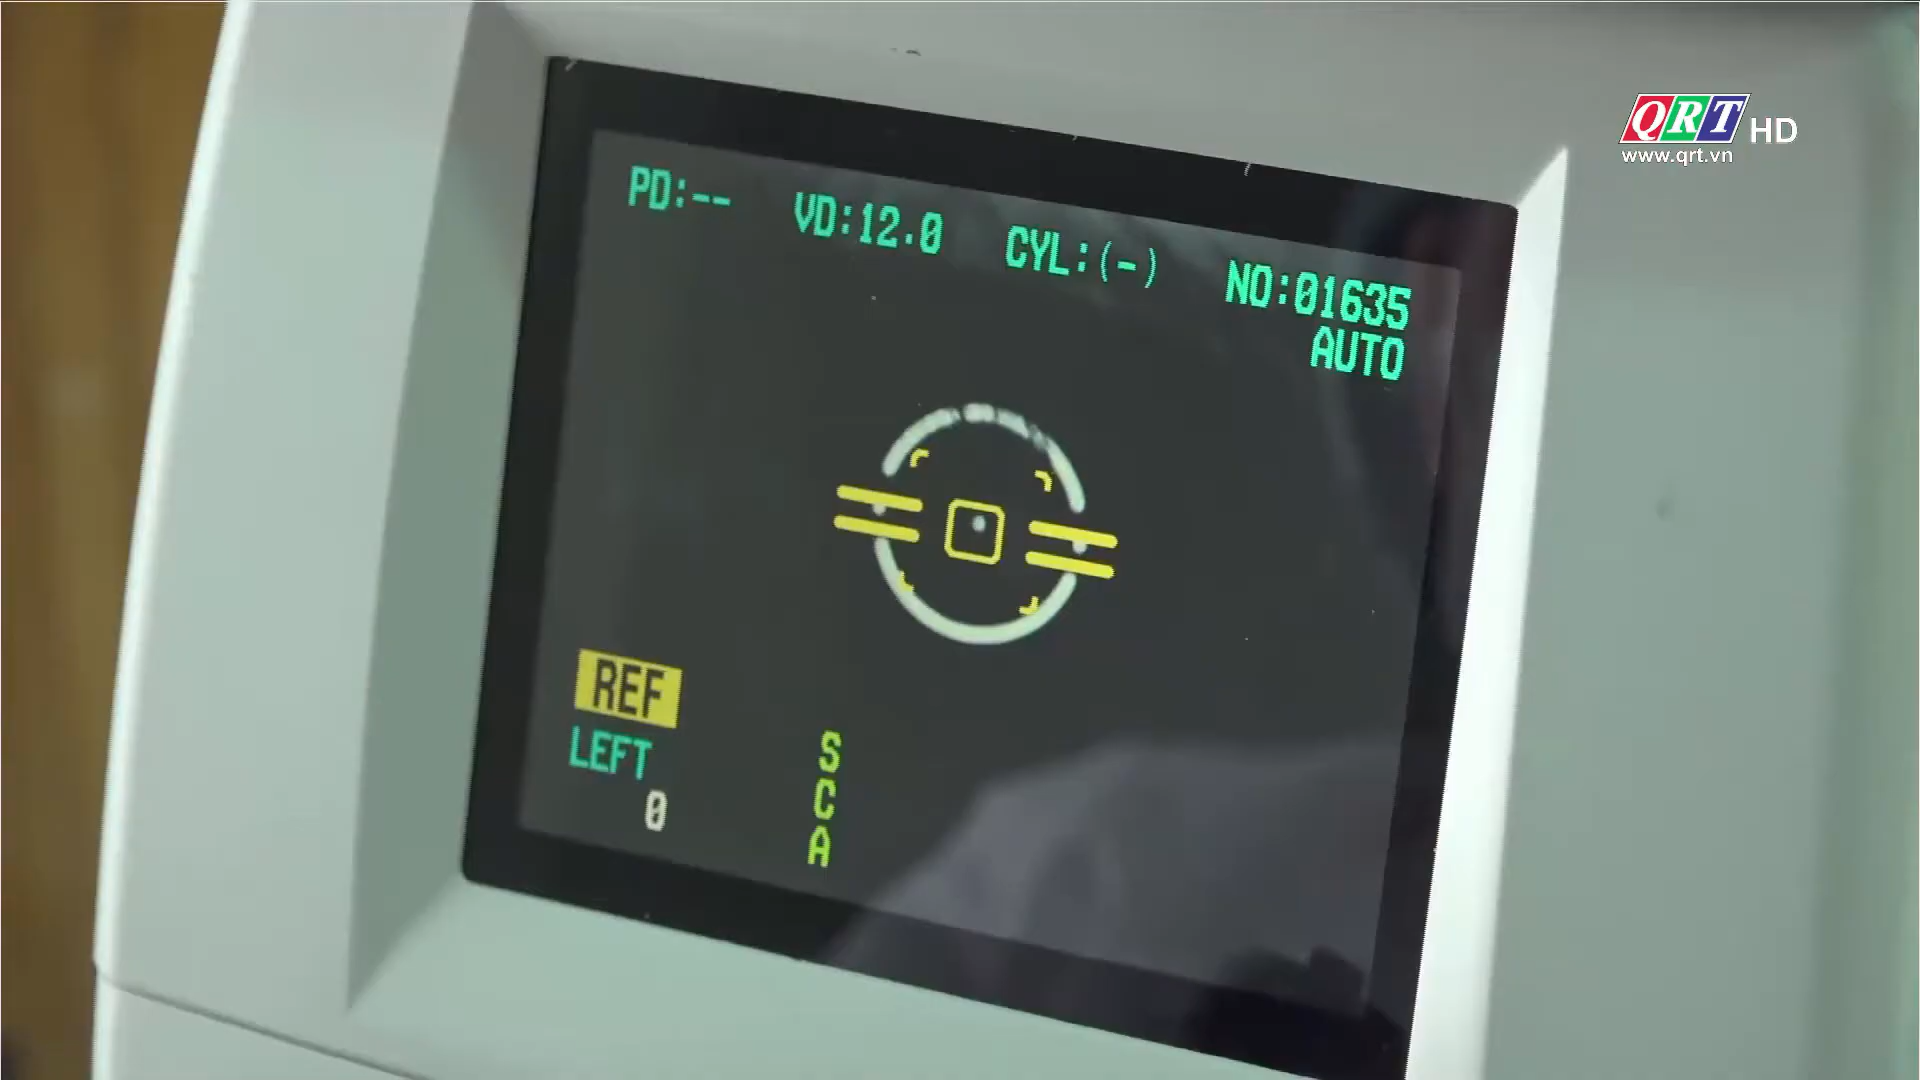 QRT HD
www.qrt.vn
PD:-- VD:12.0 CYL:(-) NO:01635
AUTO
REF
LEFT
0
S
C
A